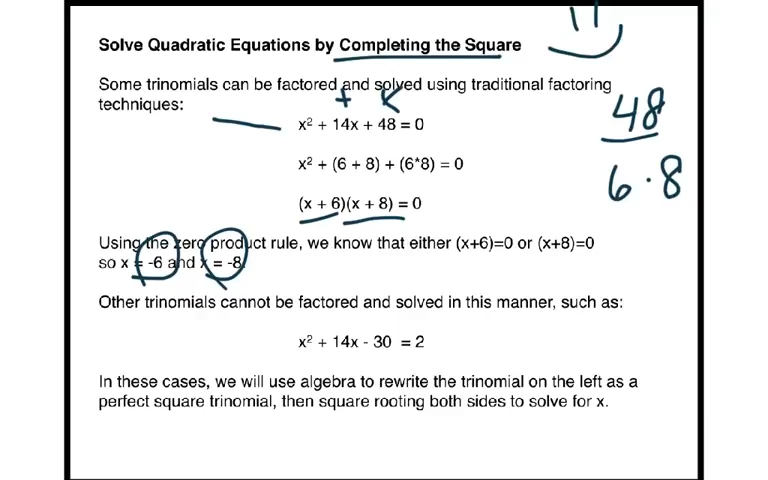 Solve Quadratic Equations by Completing the Square
Some trinomials can be factored and solved using traditional factoring
techniques:
x² + 14x + 48 = 0
x² + (6 + 8) + (6*8) = 0
(x + 6)(x + 8) = 0
48
6 · 8
Using the zero product rule, we know that either (x+6)=0 or (x+8)=0
so x = -6 and x = -8.
Other trinomials cannot be factored and solved in this manner, such as:
x² + 14x - 30 = 2
In these cases, we will use algebra to rewrite the trinomial on the left as a
perfect square trinomial, then square rooting both sides to solve for x.